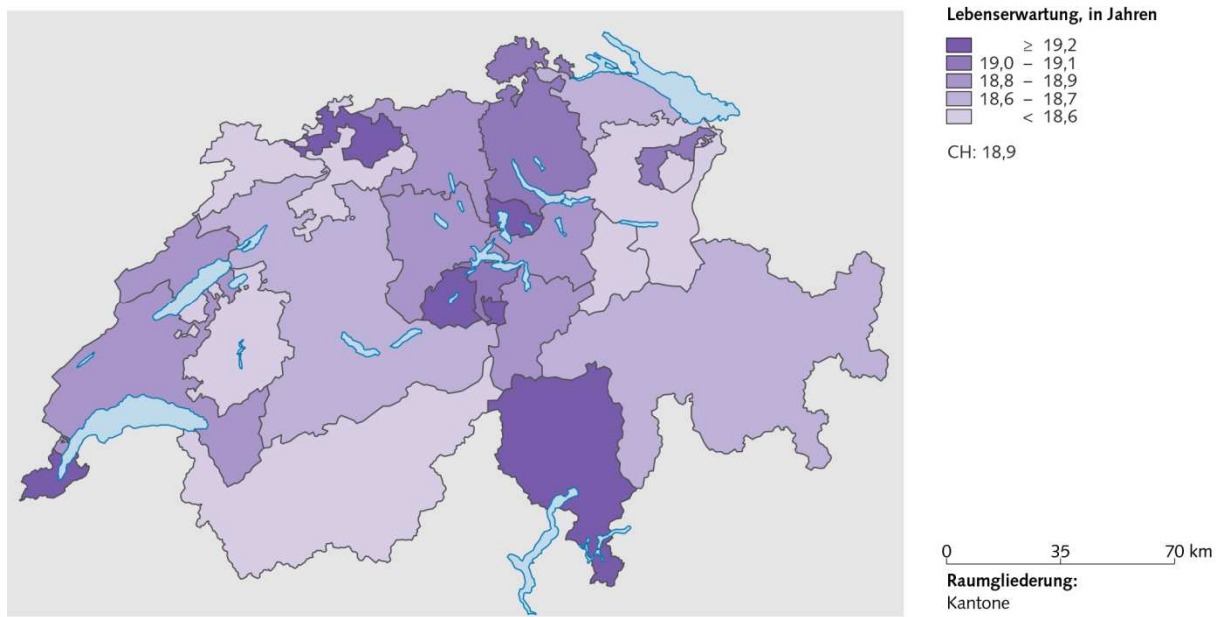 Lebenserwartung, in Jahren
≥ 19,2
19,0 – 19,1
18,8 – 18,9
18,6 – 18,7
< 18,6
CH: 18,9
0 35 70 km
Raumgliederung:
Kantone